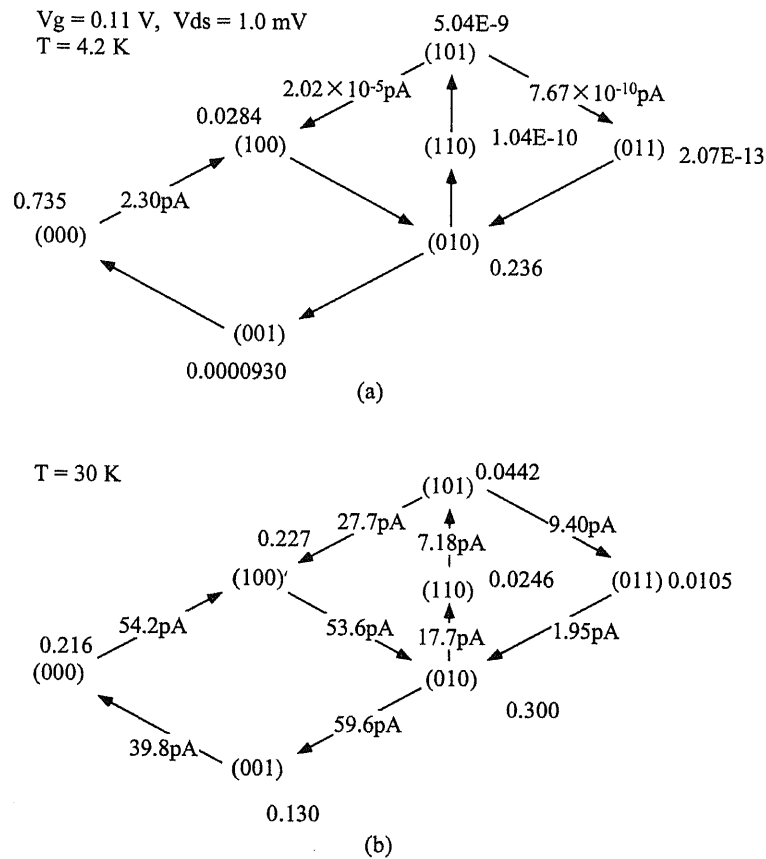 Vg = 0.11 V, Vds = 1.0 mV
T = 4.2 K
5.04E-9
(101)
2.02×10-5pA
7.67×10-10pA
0.0284
(100)
(110)
1.04E-10
(011)
2.07E-13
0.735
2.30pA
(000)
(010)
0.236
(001)
0.0000930
(a)
T = 30 K
(101)
0.0442
27.7pA
9.40pA
0.227
7.18pA
(100)
(110)
0.0246
(011)
0.0105
0.216
54.2pA
53.6pA
17.7pA
1.95pA
(000)
(010)
0.300
59.6pA
39.8pA
(001)
0.130
(b)